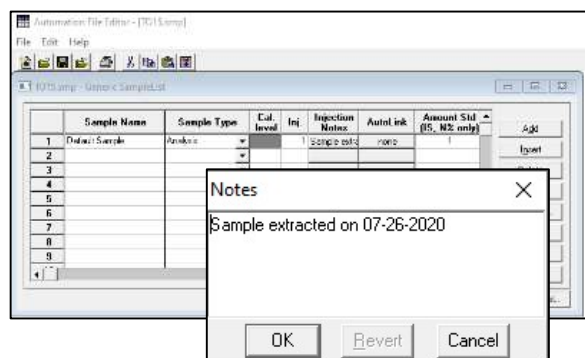 Automation File Editor - [TO15.smp]
File Edit Help
TO15.smp - Generic SampleList
Sample Name Sample Type Cal. level Inj. Injection Notes AutoLink Amount Std (IS, N% only)
1 Default Sample Analysis 1 Sample extra none 1
2
3
4
5
6
7
8
9
Add
Insert
Notes
Sample extracted on 07-26-2020
OK Revert Cancel